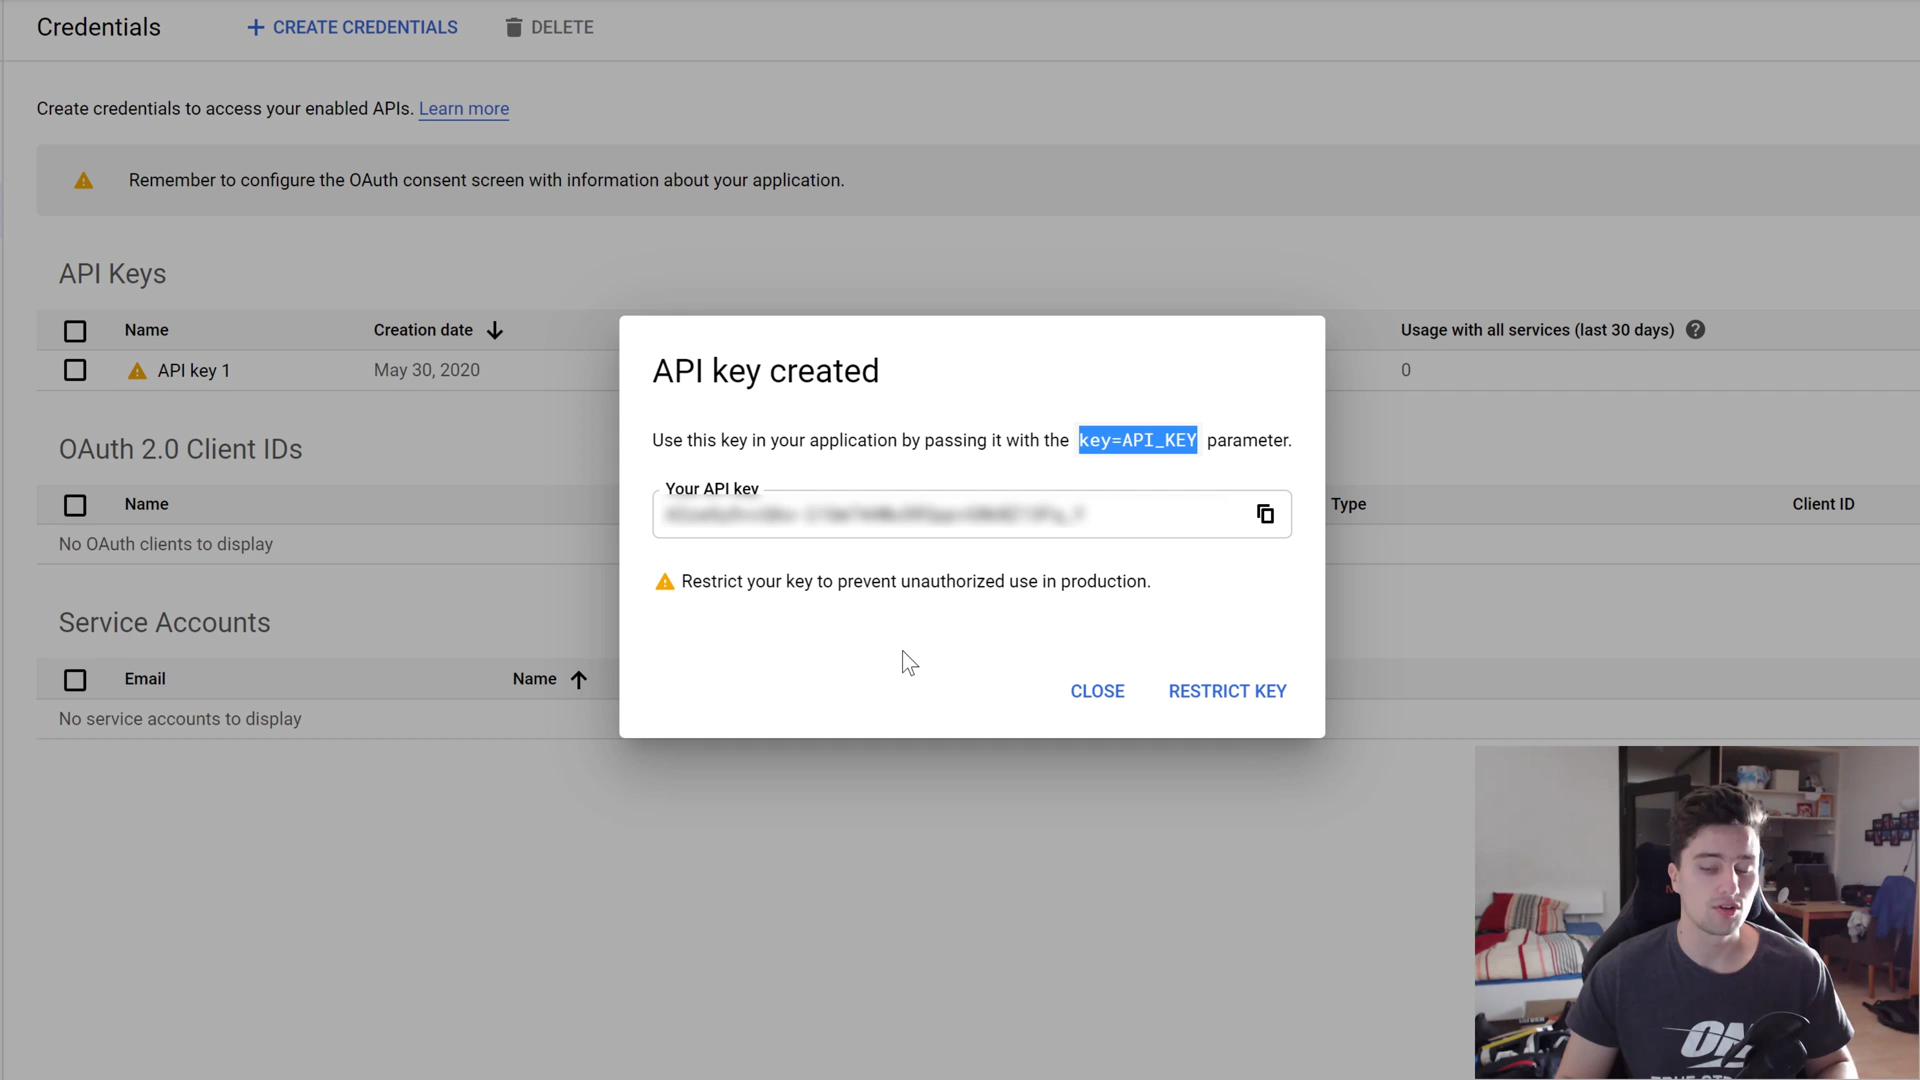 Credentials
CREATE CREDENTIALS
DELETE
Create credentials to access your enabled APIs. Learn more
Remember to configure the OAuth consent screen with information about your application.
API Keys
Name
Creation date
Usage with all services (last 30 days)
API key 1
May 30, 2020
0
API key created
Use this key in your application by passing it with the key=API_KEY parameter.
Your API key
Restrict your key to prevent unauthorized use in production.
CLOSE
RESTRICT KEY
OAuth 2.0 Client IDs
Name
Type
Client ID
No OAuth clients to display
Service Accounts
Email
Name
No service accounts to display